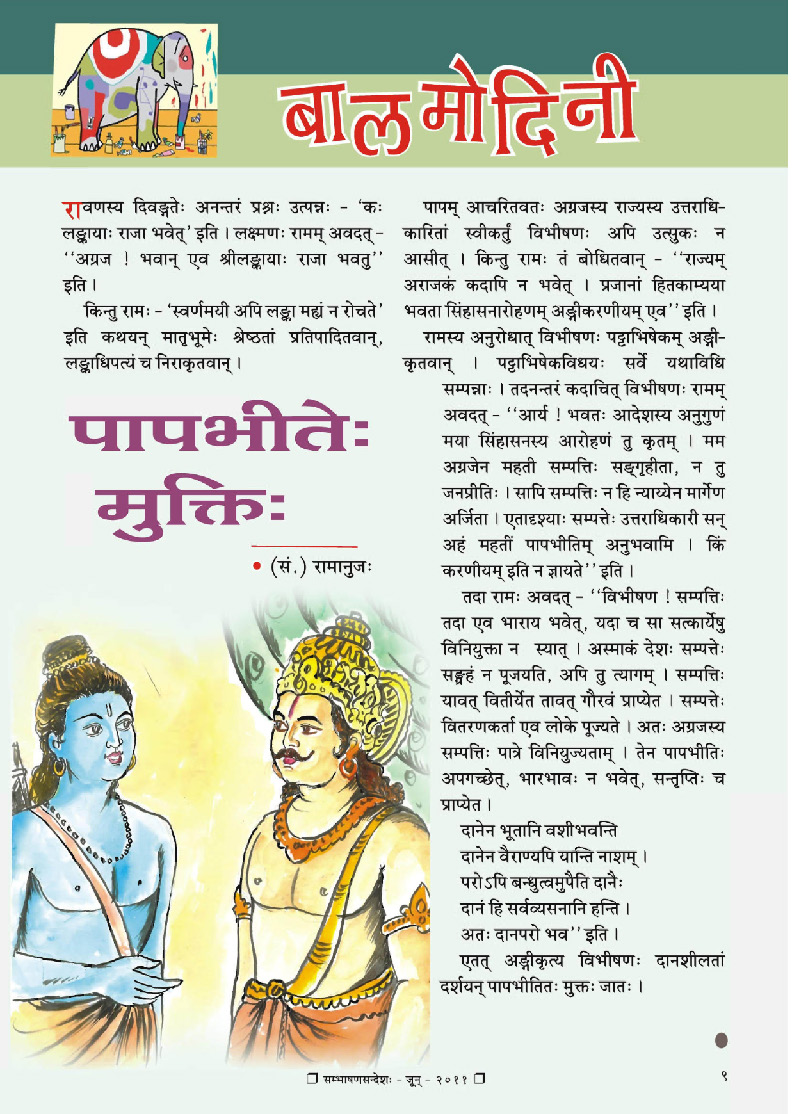 बालमोदिनी
रावणस्य दिवङ्गतेः अनन्तरं प्रश्नः उत्पन्नः – ‘कः
लङ्कायाः राजा भवेत्’ इति । लक्ष्मणः रामम् अवदत् –
‘‘अग्रज ! भवान् एव श्रीलङ्कायाः राजा भवतु’’
इति ।
किन्तु रामः – ‘स्वर्णमयी अपि लङ्का मह्यं न रोचते’
इति कथयन् मातृभूमेः श्रेष्ठतां प्रतिपादितवान्,
लङ्काधिपत्यं च निराकृतवान् ।
पापभीतेः
मुक्तिः
• (सं.) रामानुजः
पापम् आचरितवतः अग्रजस्य राज्यस्य उत्तराधि-
कारितां स्वीकर्तुं विभीषणः अपि उत्सुकः न
आसीत् । किन्तु रामः तं बोधितवान् – ‘‘राज्यम्
अराजकं कदापि न भवेत् । प्रजानां हितकाम्यया
भवता सिंहासनारोहणम् अङ्गीकरणीयम् एव’’ इति ।
रामस्य अनुरोधात् विभीषणः पट्टाभिषेकम् अङ्गी-
कृतवान् । पट्टाभिषेकविधयः सर्वे यथाविधि
सम्पन्नाः । तदनन्तरं कदाचित् विभीषणः रामम्
अवदत् – ‘‘आर्य ! भवतः आदेशस्य अनुगुणं
मया सिंहासनस्य आरोहणं तु कृतम् । मम
अग्रजेन महती सम्पत्तिः सङ्गृहीता, न तु
जनप्रीतिः । सापि सम्पत्तिः न हि न्याय्येन मार्गेण
अर्जिता । एतादृश्याः सम्पत्तेः उत्तराधिकारी सन्
अहं महतीं पापभीतिम् अनुभवामि । किं
करणीयम् इति न ज्ञायते’’ इति ।
तदा रामः अवदत् – ‘‘विभीषण ! सम्पत्तिः
तदा एव भाराय भवेत्, यदा च सा सत्कार्येषु
विनियुक्ता न स्यात् । अस्माकं देशः सम्पत्तेः
सङ्ग्रहं न पूजयति, अपि तु त्यागम् । सम्पत्तिः
यावत् वितीर्येत तावत् गौरवं प्राप्येत । सम्पत्तेः
वितरणकर्ता एव लोके पूज्यते । अतः अग्रजस्य
सम्पत्तिः पात्रे विनियुज्यताम् । तेन पापभीतिः
अपगच्छेत्, भारभावः न भवेत्, सन्तृप्तिः च
प्राप्येत ।
दानेन भूतानि वशीभवन्ति
दानेन वैराण्यपि यान्ति नाशम् ।
परोऽपि बन्धुत्वमुपैति दानैः
दानं हि सर्वव्यसनानि हन्ति ।
अतः दानपरो भव’’ इति ।
एतत् अङ्गीकृत्य विभीषणः दानशीलतां
दर्शयन् पापभीतितः मुक्तः जातः ।
❐ सम्भाषणसन्देशः – जून् – २०११ ❐
९